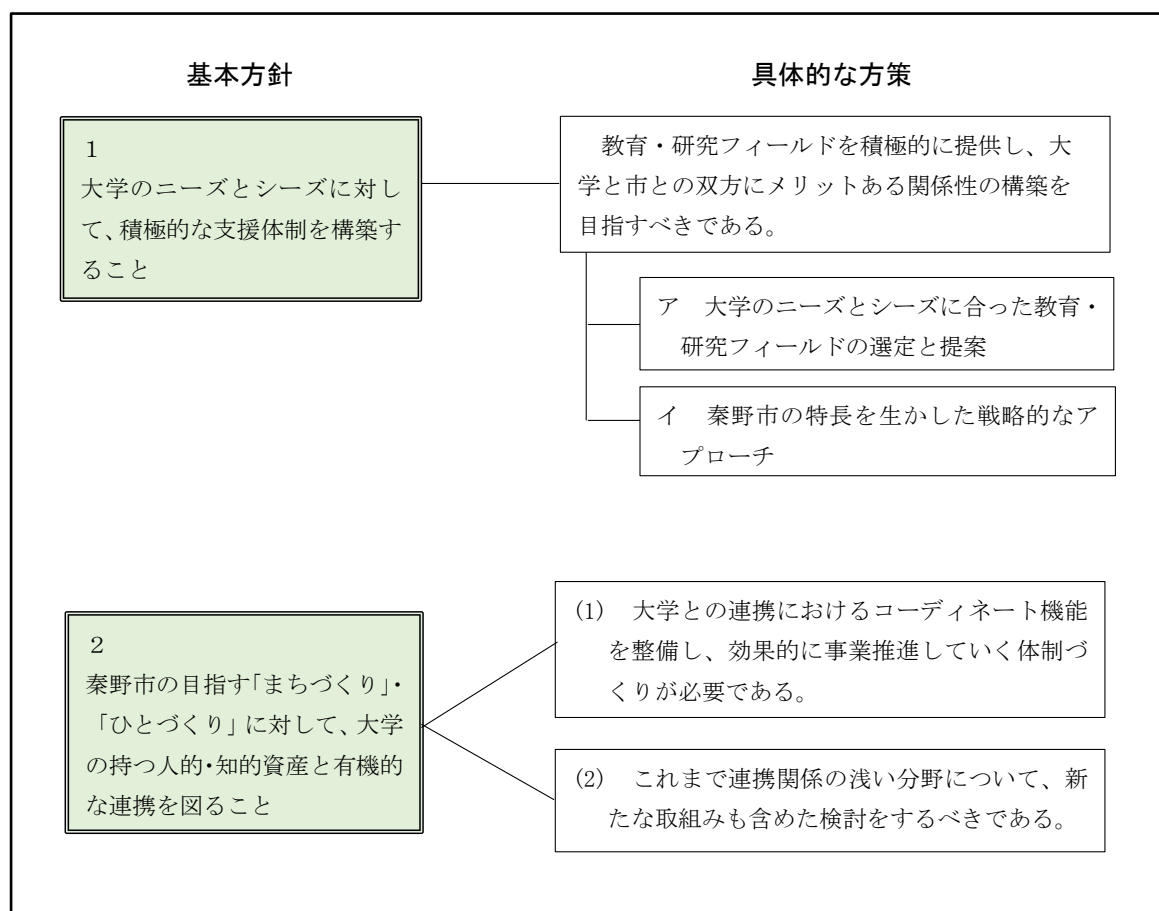 基本方針
具体的な方策
1
大学のニーズとシーズに対し
て、積極的な支援体制を構築す
ること
教育・研究フィールドを積極的に提供し、大
学と市との双方にメリットある関係性の構築を
目指すべきである。
ア 大学のニーズとシーズに合った教育・
研究フィールドの選定と提案
イ 秦野市の特長を生かした戦略的なア
プローチ
2
秦野市の目指す「まちづくり」・
「ひとづくり」に対して、大学
の持つ人的・知的資産と有機的
な連携を図ること
(1) 大学との連携におけるコーディネート機能
を整備し、効果的に事業推進していく体制づ
くりが必要である。
(2) これまで連携関係の浅い分野について、新
たな取組みも含めた検討をするべきである。